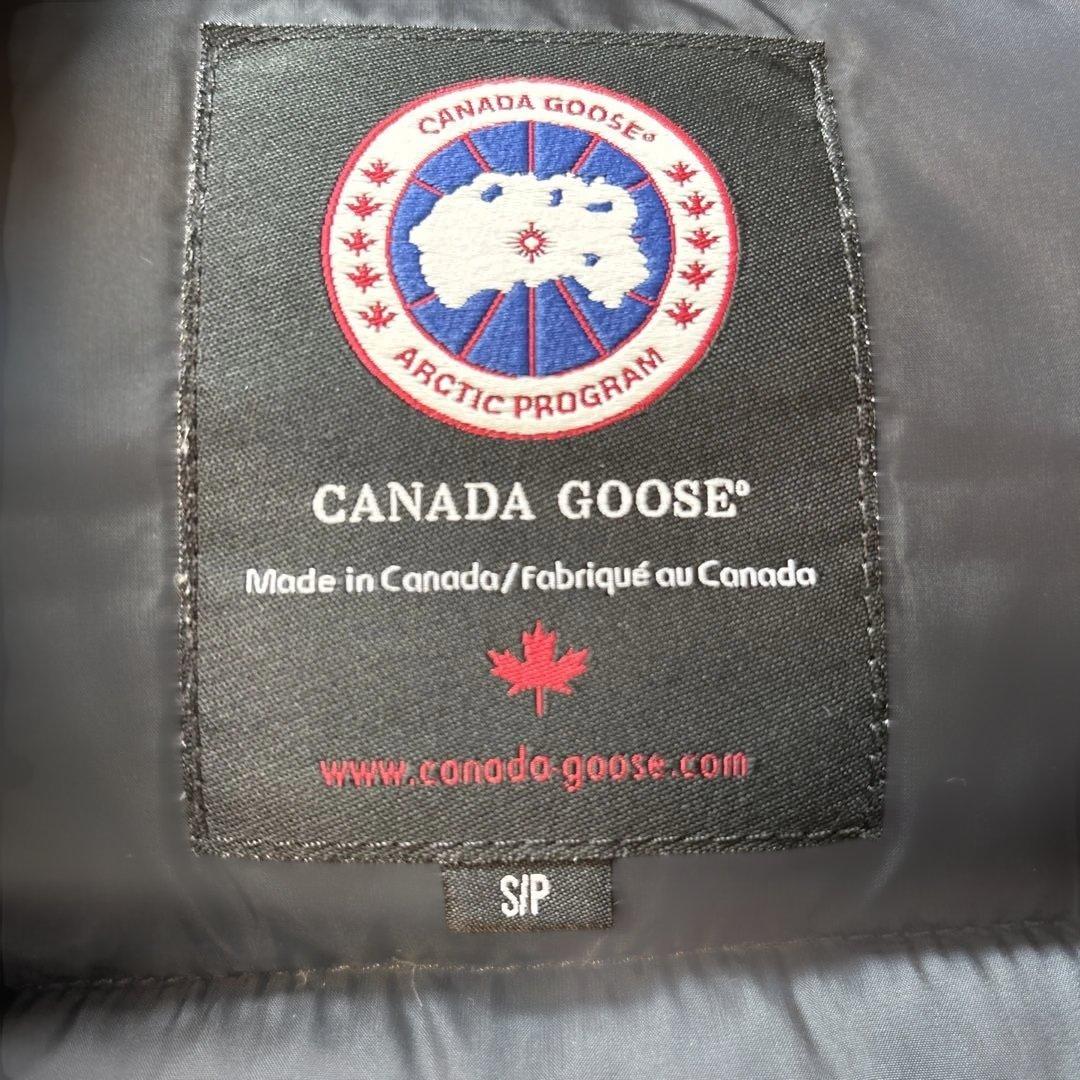 CANADA GOOSE®
ARCTIC PROGRAM
CANADA GOOSE®
Made in Canada/Fabriqué au Canada
www.canada-goose.com
S/P